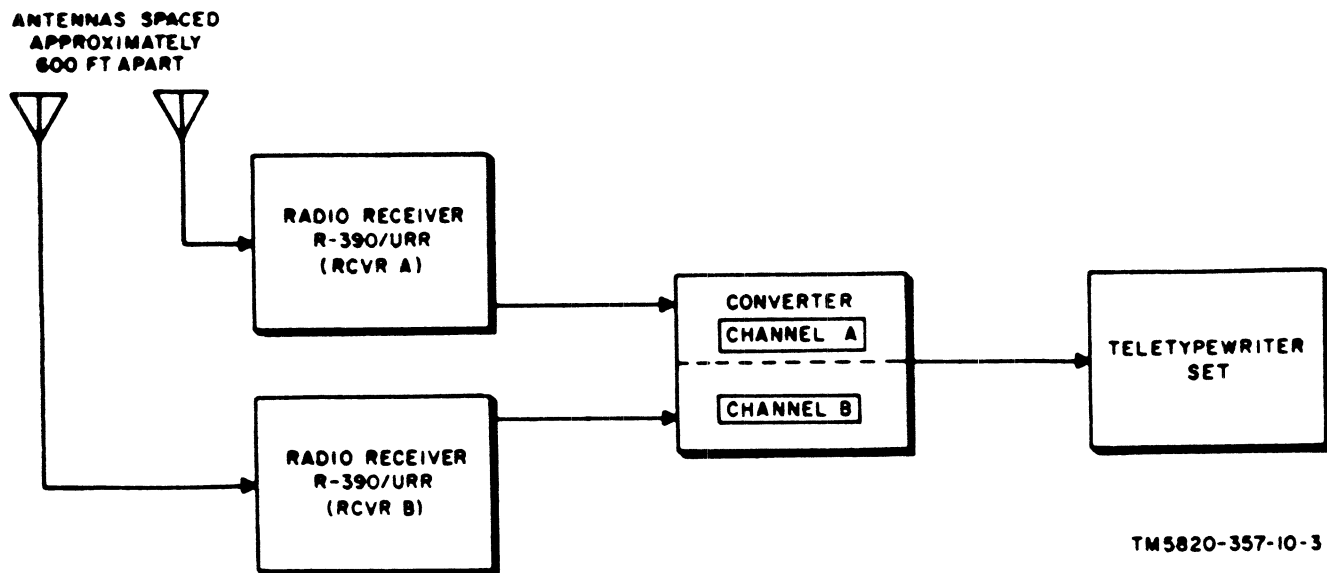 ANTENNAS SPACED
APPROXIMATELY
600 FT APART
RADIO RECEIVER
R-390/URR
(RCVR A)
CONVERTER
CHANNEL A
CHANNEL B
TELETYPEWRITER
SET
RADIO RECEIVER
R-390/URR
(RCVR B)
TM5820-357-10-3